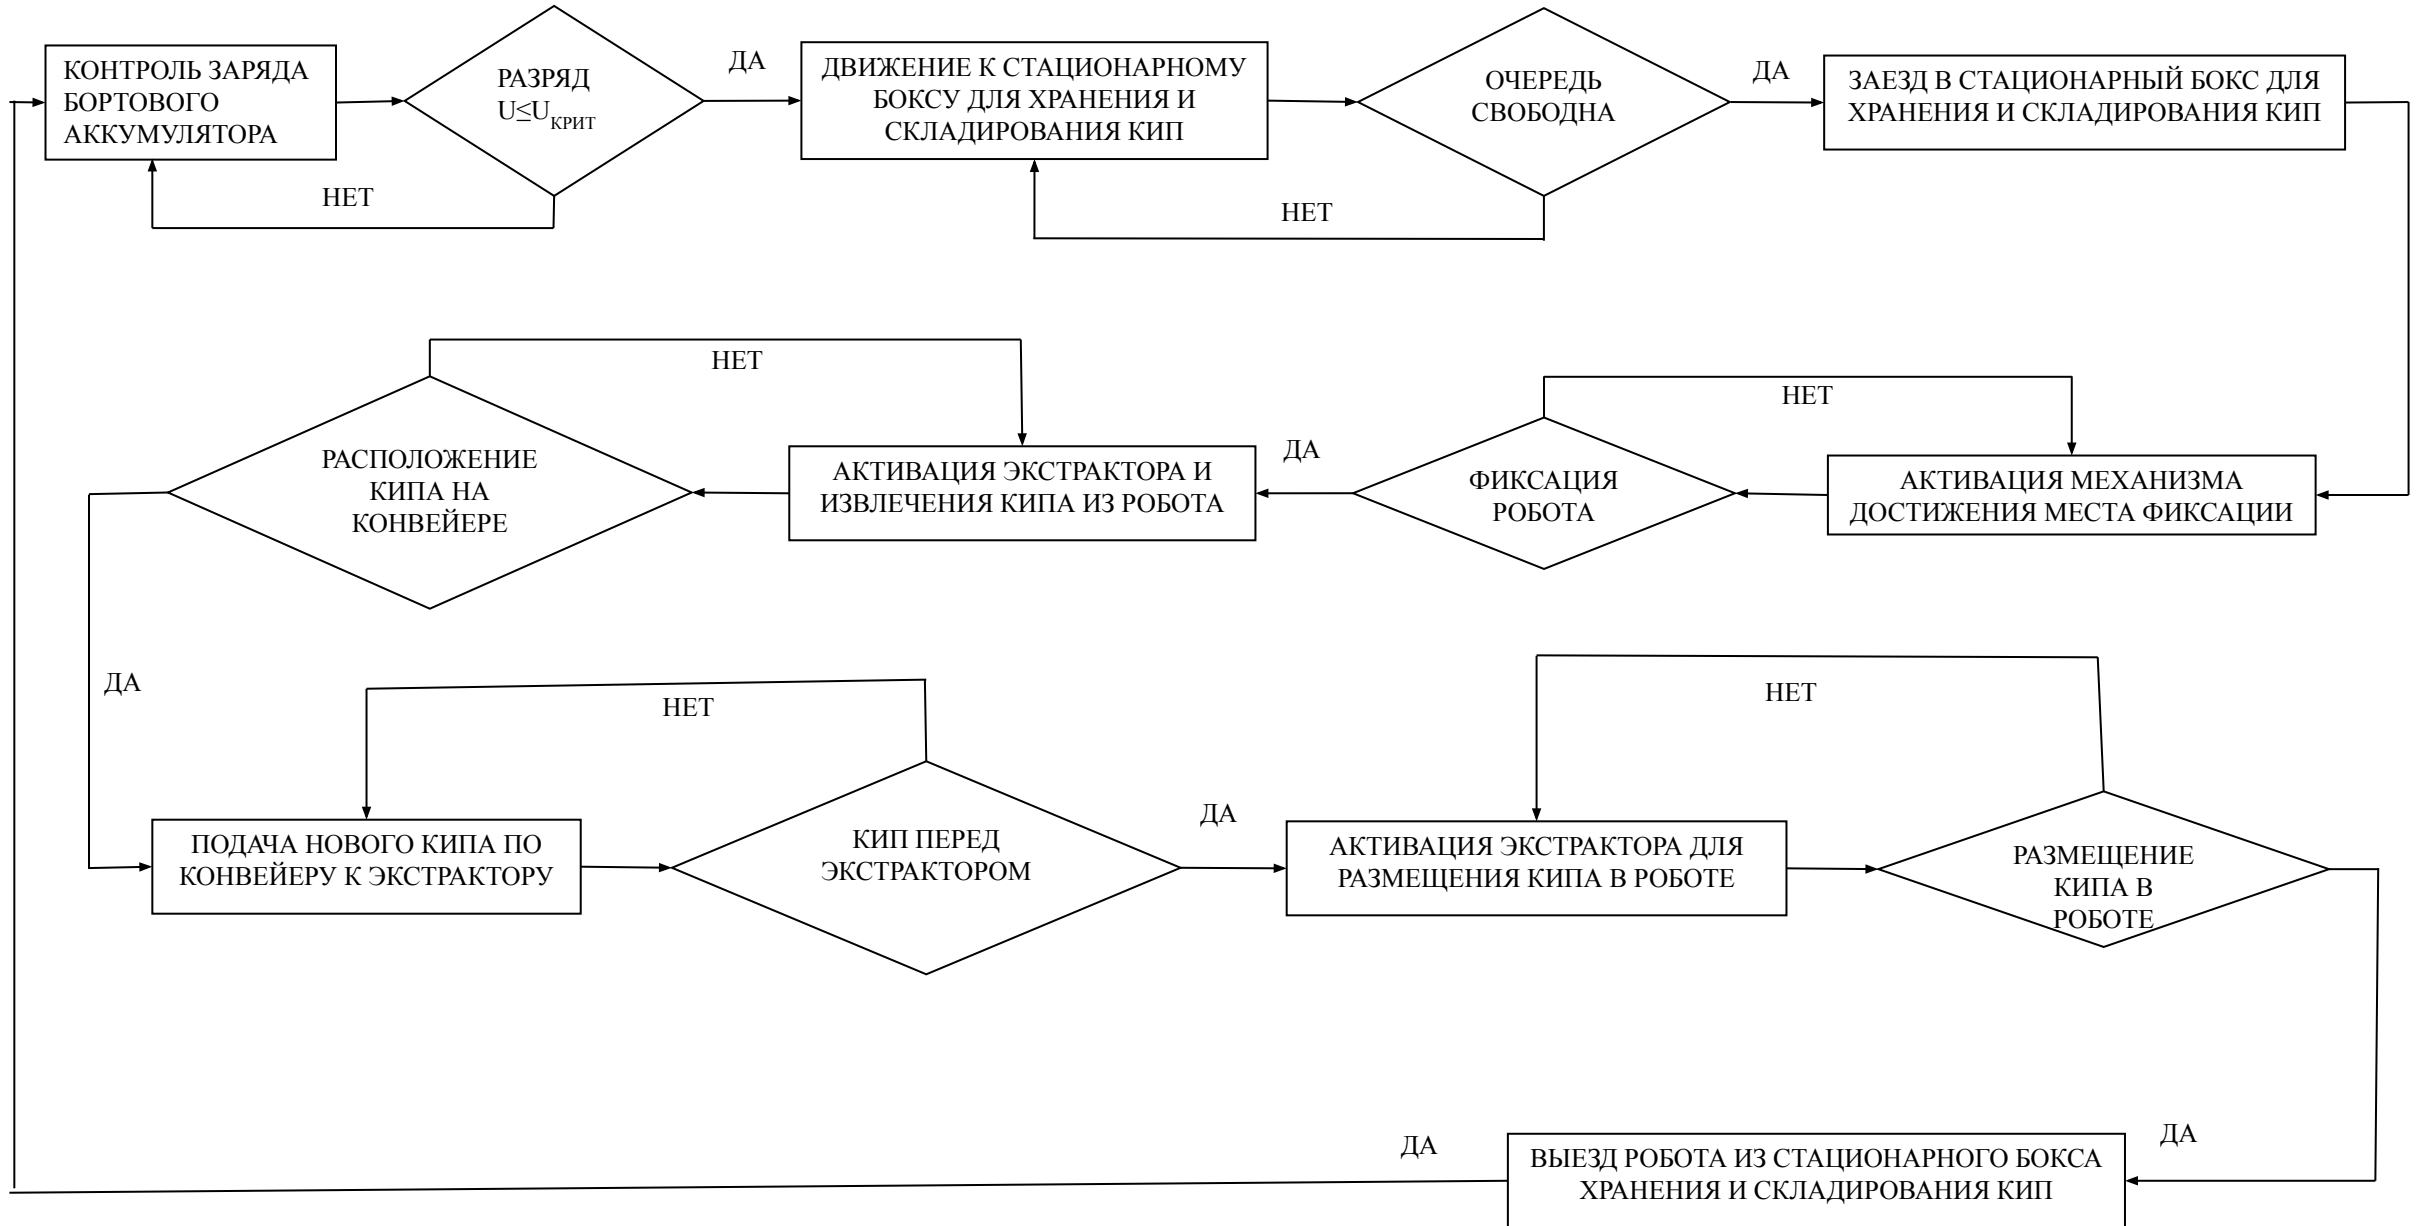 КОНТРОЛЬ ЗАРЯДА
БОРТОВОГО
АККУМУЛЯТОРА
РАЗРЯД
U≤UКРИТ
ДА
НЕТ
ДВИЖЕНИЕ К СТАЦИОНАРНОМУ
БОКСУ ДЛЯ ХРАНЕНИЯ И
СКЛАДИРОВАНИЯ КИП
ОЧЕРЕДЬ
СВОБОДНА
ДА
НЕТ
ЗАЕЗД В СТАЦИОНАРНЫЙ БОКС ДЛЯ
ХРАНЕНИЯ И СКЛАДИРОВАНИЯ КИП
АКТИВАЦИЯ МЕХАНИЗМА
ДОСТИЖЕНИЯ МЕСТА ФИКСАЦИИ
НЕТ
ФИКСАЦИЯ
РОБОТА
ДА
АКТИВАЦИЯ ЭКСТРАКТОРА И
ИЗВЛЕЧЕНИЯ КИПА ИЗ РОБОТА
НЕТ
РАСПОЛОЖЕНИЕ
КИПА НА
КОНВЕЙЕРЕ
ДА
ПОДАЧА НОВОГО КИПА ПО
КОНВЕЙЕРУ К ЭКСТРАКТОРУ
НЕТ
КИП ПЕРЕД
ЭКСТРАКТОРОМ
ДА
АКТИВАЦИЯ ЭКСТРАКТОРА ДЛЯ
РАЗМЕЩЕНИЯ КИПА В РОБОТЕ
НЕТ
РАЗМЕЩЕНИЕ
КИПА В
РОБОТЕ
ДА
ВЫЕЗД РОБОТА ИЗ СТАЦИОНАРНОГО БОКСА
ХРАНЕНИЯ И СКЛАДИРОВАНИЯ КИП
ДА